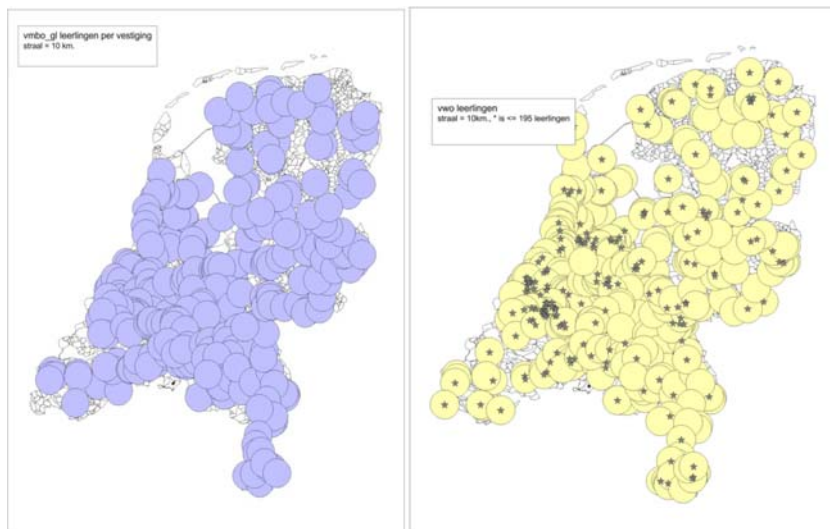 vmbo_gl leerlingen per vestiging
straal = 10 km.
vwo leerlingen
straal = 10km., * is <= 195 leerlingen